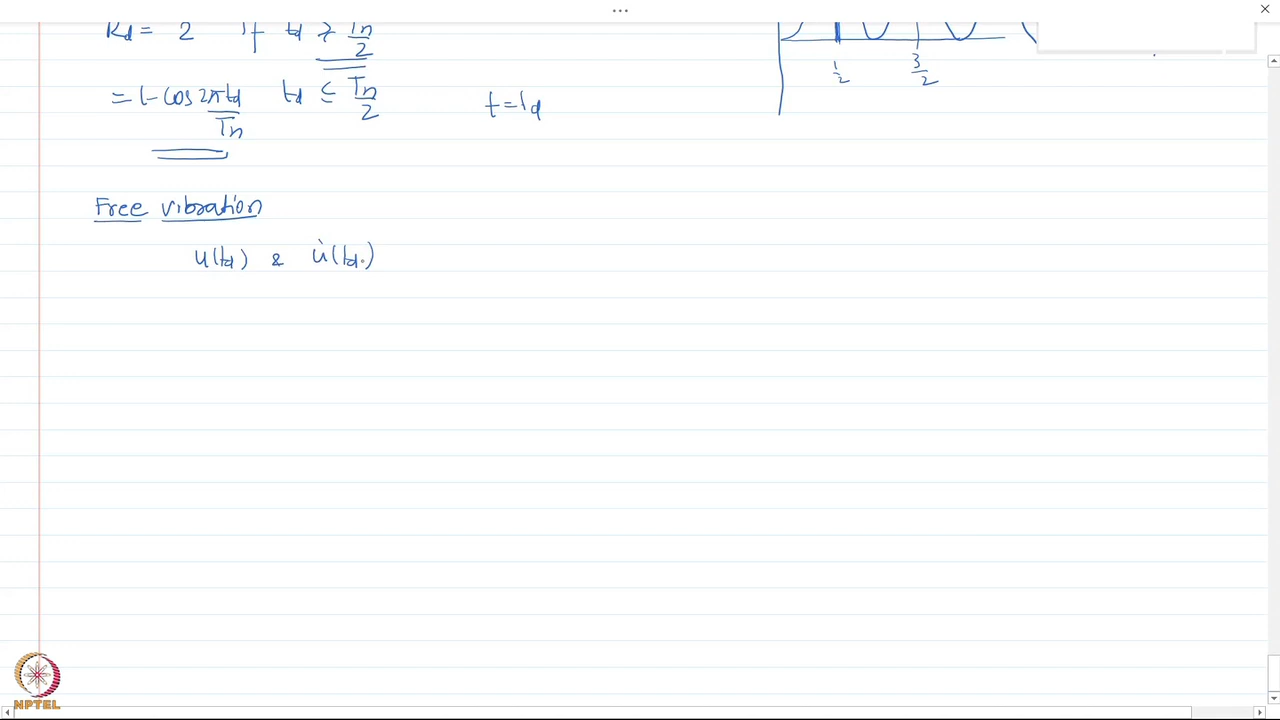 Rd = 2 if td ≥ Tn/2
= 1 - cos 2πtd/Tn td ≤ Tn/2
t = td
1/2 3/2
Free vibration
u(td) & u̇(td)
NPTEL